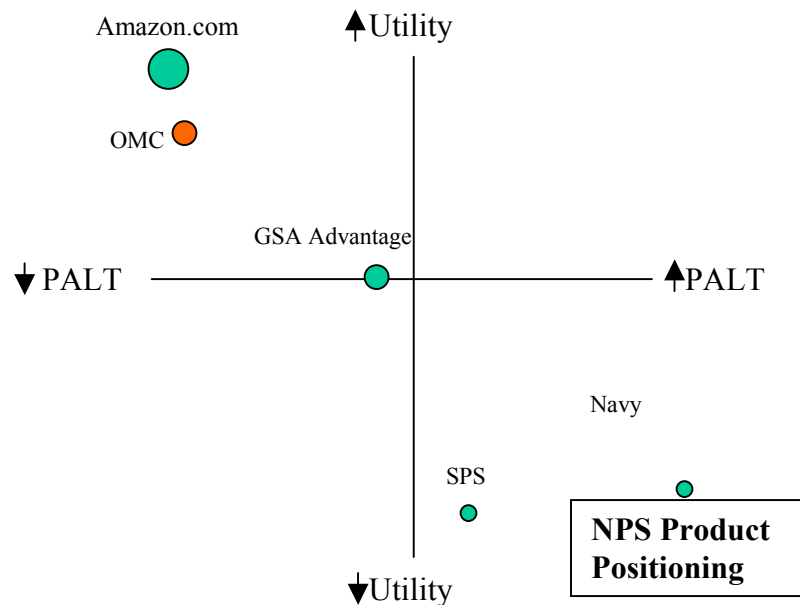 Amazon.com
Utility
OMC
GSA Advantage
PALT
PALT
Navy
SPS
NPS Product
Positioning
Utility